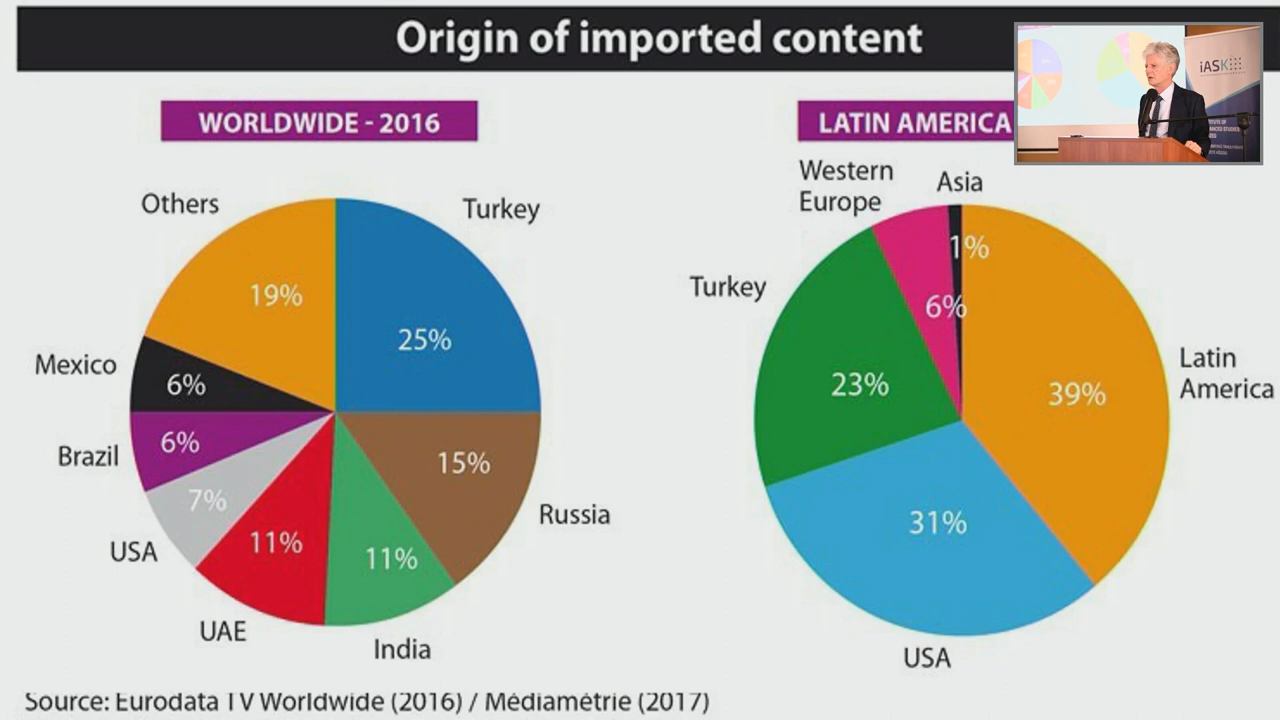 Origin of imported content
WORLDWIDE - 2016
Others
Turkey
19%
25%
Mexico
6%
Brazil
6%
15%
7%
Russia
USA
11%
11%
UAE
India
LATIN AMERICA
Western
Europe
Asia
1%
Turkey
6%
Latin
America
23%
39%
31%
USA
Source: Eurodata TV Worldwide (2016) / Médiamétrie (2017)
iASK